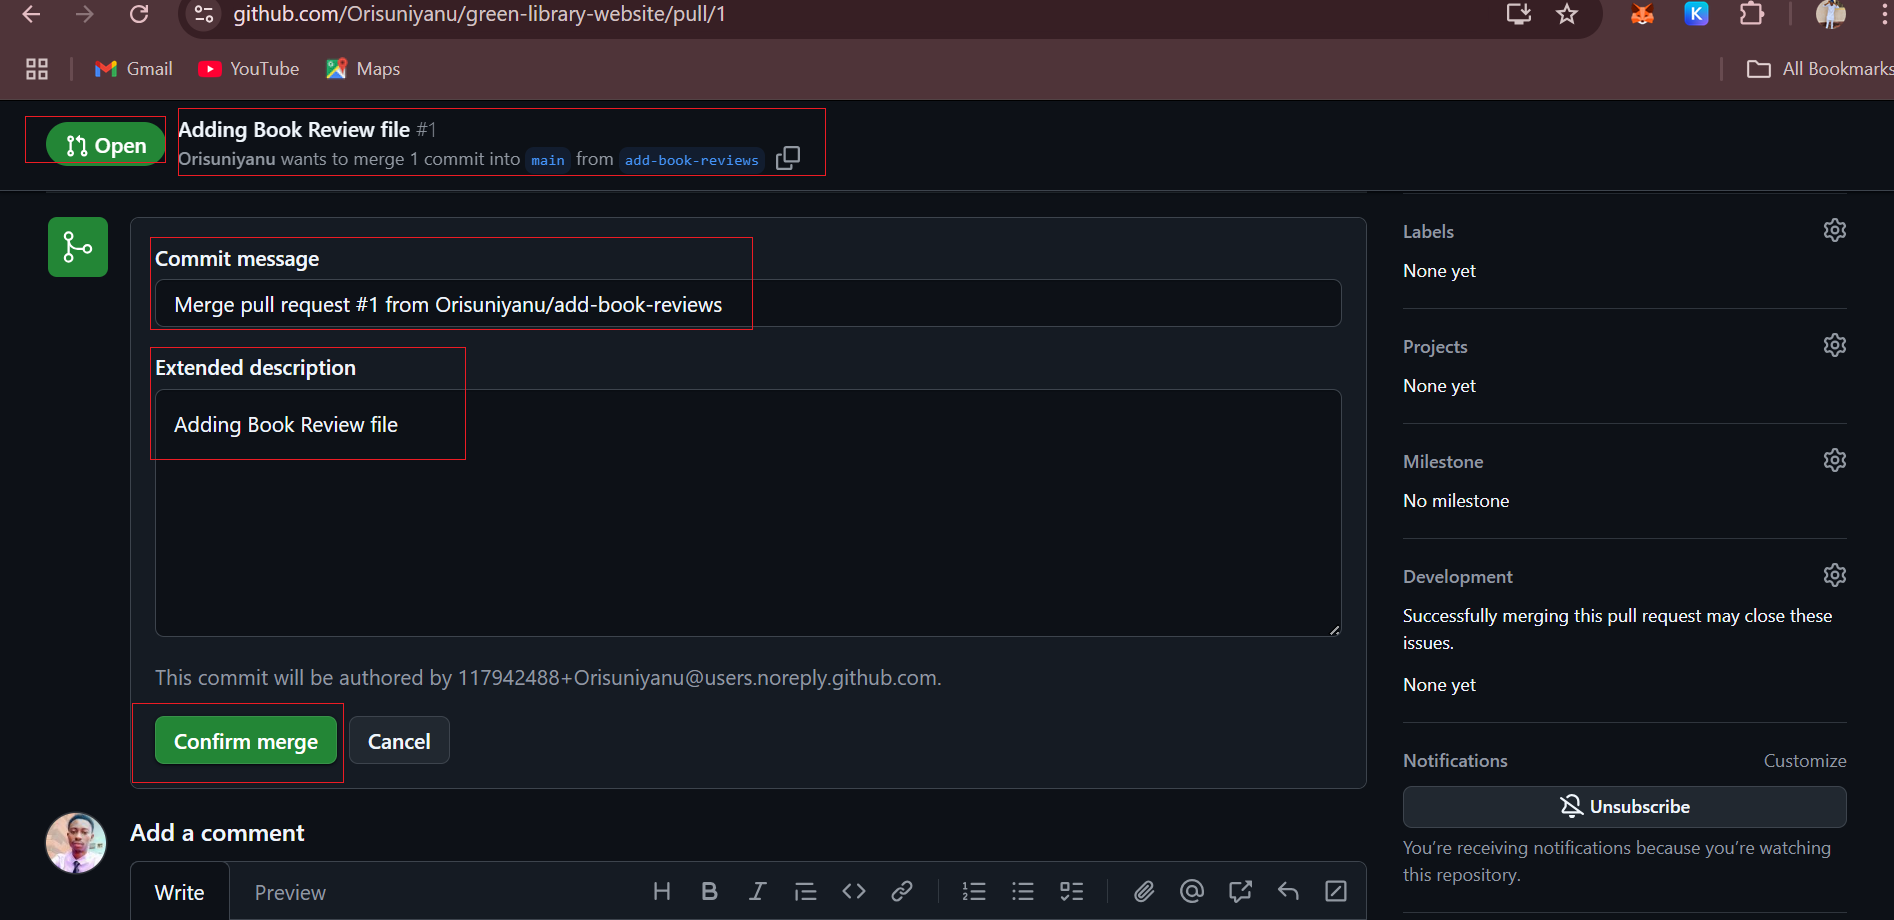 github.com/Orisuniyanu/green-library-website/pull/1
K
Gmail YouTube Maps All Bookmarks
Open
Adding Book Review file #1
Orisuniyanu wants to merge 1 commit into main from add-book-reviews
Commit message
Merge pull request #1 from Orisuniyanu/add-book-reviews
Extended description
Adding Book Review file
This commit will be authored by 117942488+Orisuniyanu@users.noreply.github.com.
Confirm merge Cancel
Add a comment
Write Preview H B I
Labels
None yet
Projects
None yet
Milestone
No milestone
Development
Successfully merging this pull request may close these
issues.
None yet
Notifications Customize
Unsubscribe
You're receiving notifications because you're watching
this repository.